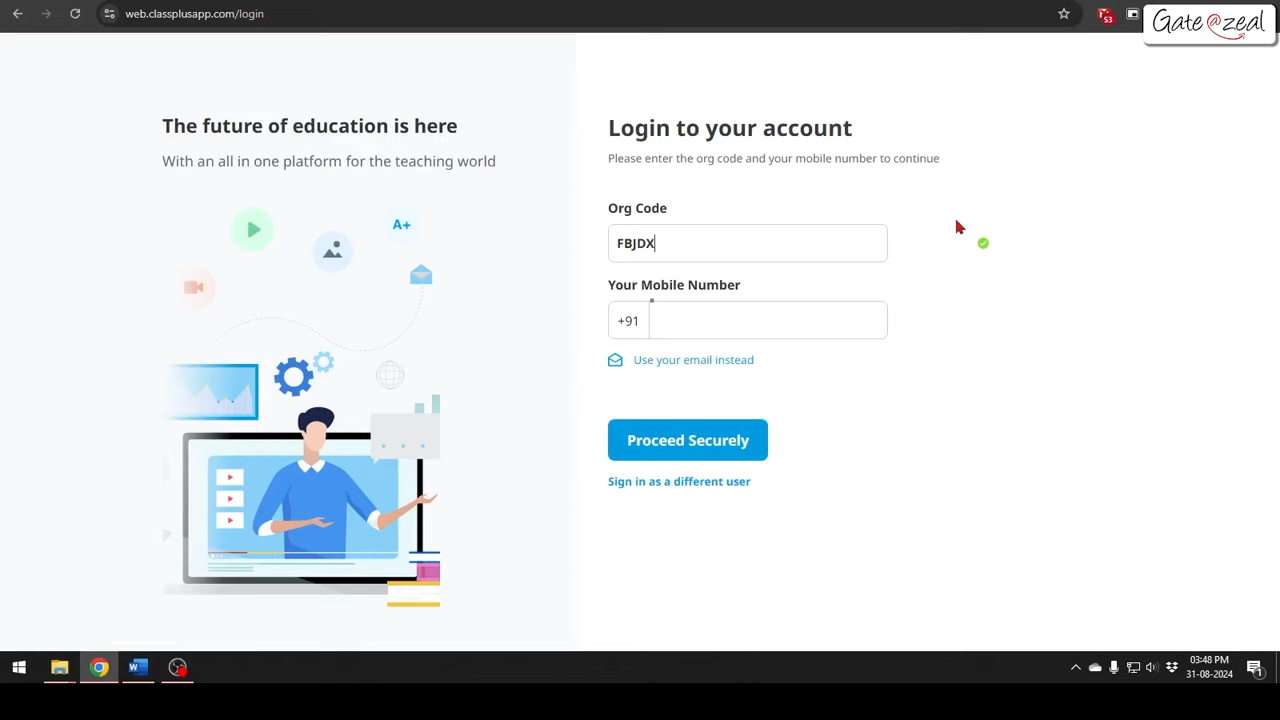 web.classplusapp.com/login
53
Gate@zeal
The future of education is here
With an all in one platform for the teaching world
A+
Login to your account
Please enter the org code and your mobile number to continue
Org Code
FBJDX
Your Mobile Number
+91
Use your email instead
Proceed Securely
Sign in as a different user
W
03:48 PM
31-08-2024
1